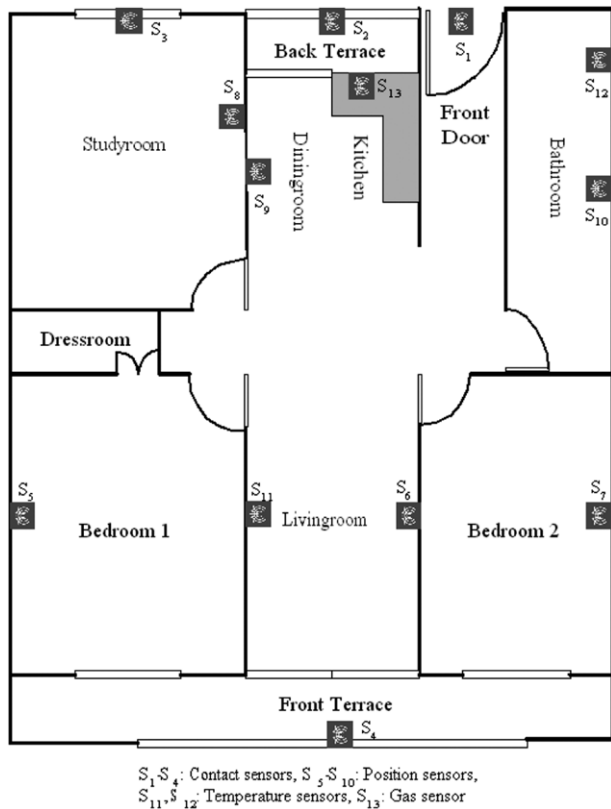 S3
S2
S1
Back Terrace
S8
S13
S12
Front
Door
Studyroom
Diningroom
Kitchen
Bathroom
S9
S10
Dressroom
S5
S11
S6
S7
Livingroom
Bedroom 1
Bedroom 2
Front Terrace
S4
S1-S4: Contact sensors, S5-S10: Position sensors,
S11,S12: Temperature sensors, S13: Gas sensor